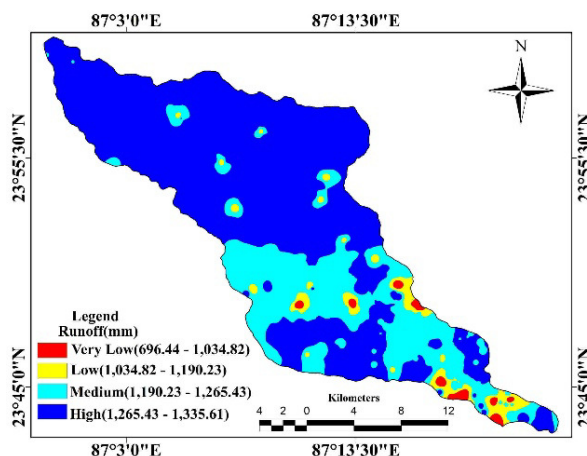 87°3'0"E 87°13'30"E
N
23°55'30"N 23°55'30"N
Legend
Runoff(mm)
Very Low(696.44 - 1,034.82)
Low(1,034.82 - 1,190.23)
Medium(1,190.23 - 1,265.43)
High(1,265.43 - 1,335.61)
23°45'0"N 23°45'0"N
Kilometers
4 2 0 4 8 12
87°3'0"E 87°13'30"E